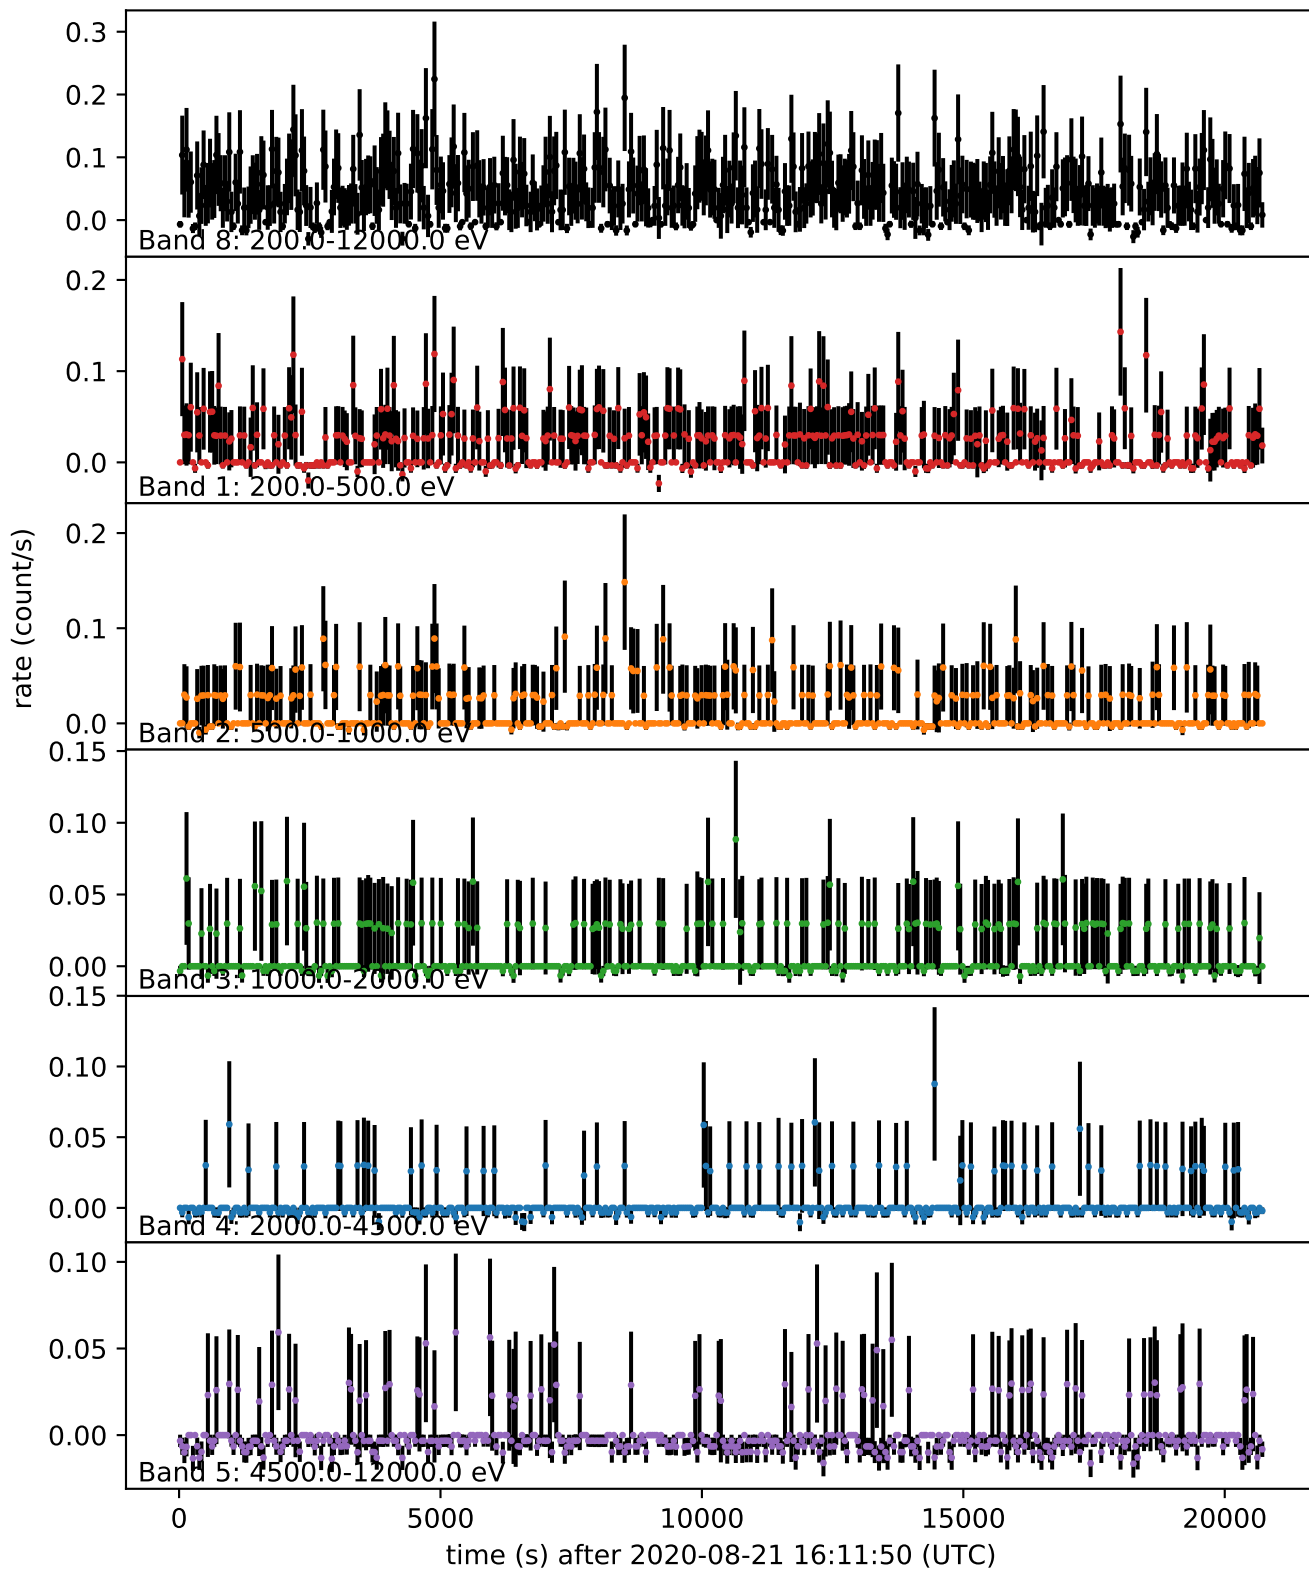 0.3
0.2
0.1
0.0
Band 8: 200.0-12000.0 eV
0.2
0.1
0.0
Band 1: 200.0-500.0 eV
rate (count/s)
0.2
0.1
0.0
Band 2: 500.0-1000.0 eV
0.15
0.10
0.05
0.00
Band 3: 1000.0-2000.0 eV
0.15
0.10
0.05
0.00
Band 4: 2000.0-4500.0 eV
0.10
0.05
0.00
Band 5: 4500.0-12000.0 eV
0 5000 10000 15000 20000
time (s) after 2020-08-21 16:11:50 (UTC)